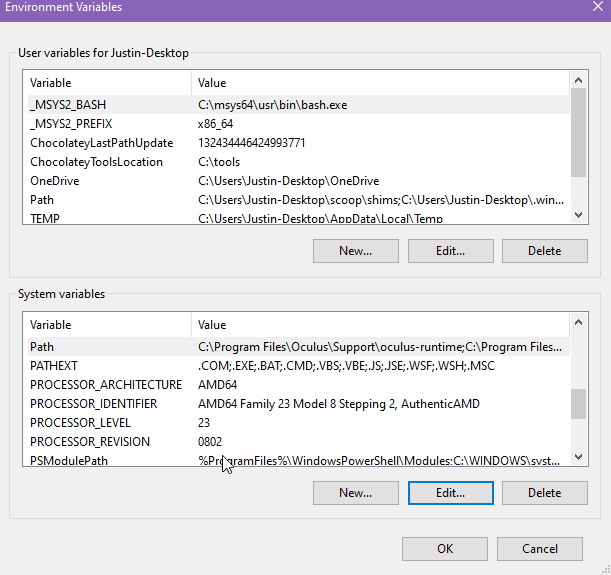 Environment Variables
User variables for Justin-Desktop
Variable Value
_MSYS2_BASH C:\msys64\usr\bin\bash.exe
_MSYS2_PREFIX x86_64
ChocolateyLastPathUpdate 132434446424993771
ChocolateyToolsLocation C:\tools
OneDrive C:\Users\Justin-Desktop\OneDrive
Path C:\Users\Justin-Desktop\scoop\shims;C:\Users\Justin-Desktop\.win...
TEMP C:\Users\Justin-Desktop\AppData\Local\Temp
New... Edit... Delete
System variables
Variable Value
Path C:\Program Files\Oculus\Support\oculus-runtime;C:\Program Files...
PATHEXT .COM;.EXE;.BAT;.CMD;.VBS;.VBE;.JS;.JSE;.WSF;.WSH;.MSC
PROCESSOR_ARCHITECTURE AMD64
PROCESSOR_IDENTIFIER AMD64 Family 23 Model 8 Stepping 2, AuthenticAMD
PROCESSOR_LEVEL 23
PROCESSOR_REVISION 0802
PSModulePath %ProgramFiles%\WindowsPowerShell\Modules;C:\WINDOWS\syst...
New... Edit... Delete
OK Cancel